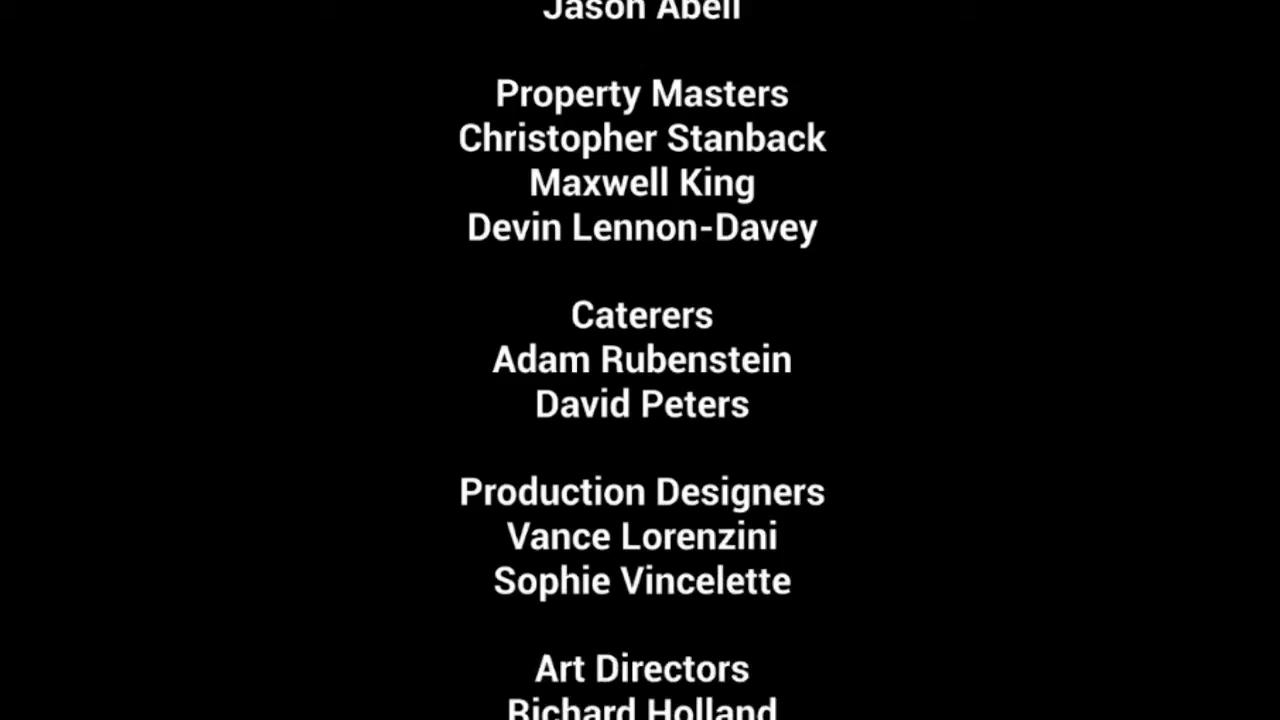 Jason Abell
Property Masters
Christopher Stanback
Maxwell King
Devin Lennon-Davey
Caterers
Adam Rubenstein
David Peters
Production Designers
Vance Lorenzini
Sophie Vincelette
Art Directors
Richard Holland